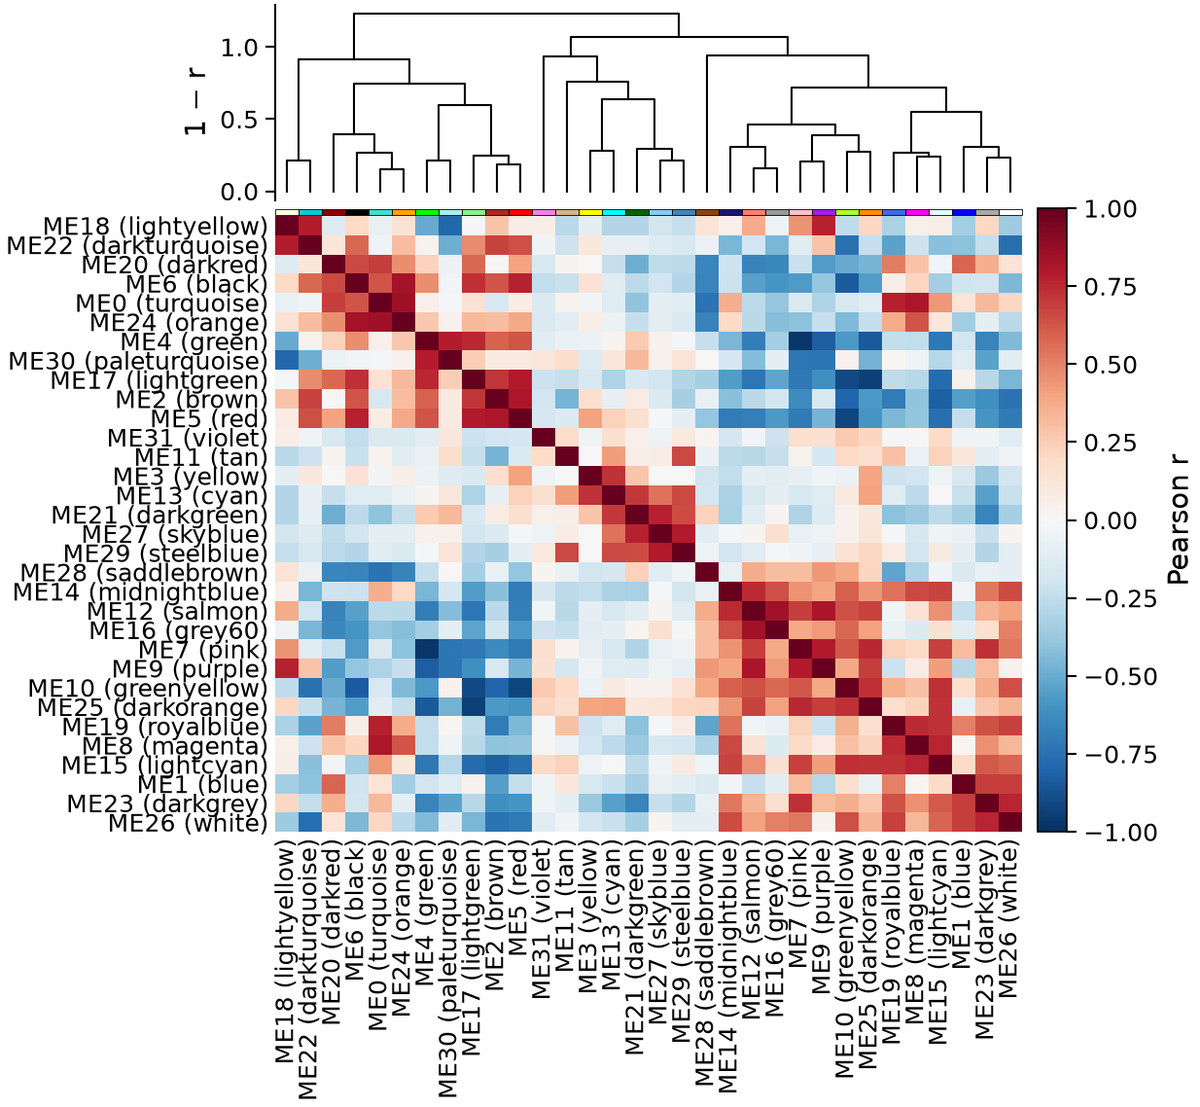 1.0
0.5
0.0
1 − r
ME18 (lightyellow)
ME22 (darkturquoise)
ME20 (darkred)
ME6 (black)
ME0 (turquoise)
ME24 (orange)
ME4 (green)
ME30 (paleturquoise)
ME17 (lightgreen)
ME2 (brown)
ME5 (red)
ME31 (violet)
ME11 (tan)
ME3 (yellow)
ME13 (cyan)
ME21 (darkgreen)
ME27 (skyblue)
ME29 (steelblue)
ME28 (saddlebrown)
ME14 (midnightblue)
ME12 (salmon)
ME16 (grey60)
ME7 (pink)
ME9 (purple)
ME10 (greenyellow)
ME25 (darkorange)
ME19 (royalblue)
ME8 (magenta)
ME15 (lightcyan)
ME1 (blue)
ME23 (darkgrey)
ME26 (white)
1.00
0.75
0.50
0.25
0.00
−0.25
−0.50
−0.75
−1.00
Pearson r
ME18 (lightyellow)
ME22 (darkturquoise)
ME20 (darkred)
ME6 (black)
ME0 (turquoise)
ME24 (orange)
ME4 (green)
ME30 (paleturquoise)
ME17 (lightgreen)
ME2 (brown)
ME5 (red)
ME31 (violet)
ME11 (tan)
ME3 (yellow)
ME13 (cyan)
ME21 (darkgreen)
ME27 (skyblue)
ME29 (steelblue)
ME28 (saddlebrown)
ME14 (midnightblue)
ME12 (salmon)
ME16 (grey60)
ME7 (pink)
ME9 (purple)
ME10 (greenyellow)
ME25 (darkorange)
ME19 (royalblue)
ME8 (magenta)
ME15 (lightcyan)
ME1 (blue)
ME23 (darkgrey)
ME26 (white)